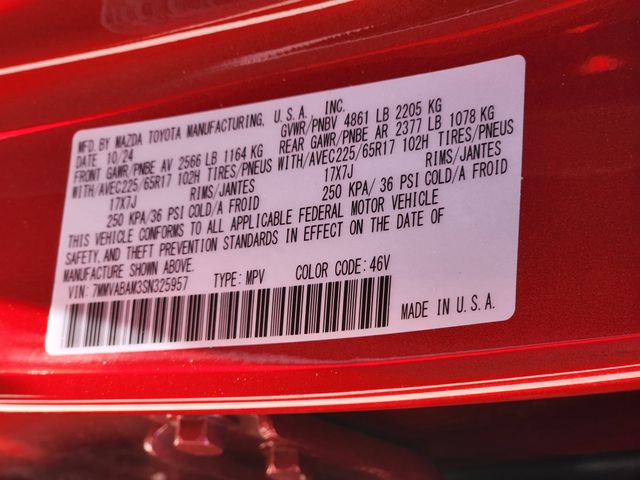 MFD. BY MAZDA TOYOTA MANUFACTURING, U.S.A. INC.
DATE 10/24 GVWR/PNBV 4861 LB 2205 KG
FRONT GAWR/PNBE AV 2566 LB 1164 KG REAR GAWR/PNBE AR 2377 LB 1078 KG
WITH/AVEC225/65R17 102H TIRES/PNEUS WITH/AVEC225/65R17 102H TIRES/PNEUS
17X7J RIMS/JANTES 17X7J RIMS/JANTES
250 KPA/36 PSI COLD/A FROID 250 KPA/36 PSI COLD/A FROID
THIS VEHICLE CONFORMS TO ALL APPLICABLE FEDERAL MOTOR VEHICLE
SAFETY, AND THEFT PREVENTION STANDARDS IN EFFECT ON THE DATE OF
MANUFACTURE SHOWN ABOVE.
VIN: 7MMVABAM3SN325957 TYPE: MPV COLOR CODE: 46V
MADE IN U.S.A.